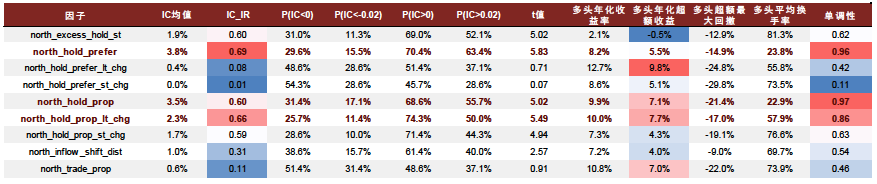 因子 IC均值 IC_IR P(IC<0) P(IC<-0.02) P(IC>0) P(IC>0.02) t值 多头年化收益率 多头年化超额收益 多头超额最大回撤 多头平均换手率 单调性
north_excess_hold_st 1.9% 0.60 31.0% 11.3% 69.0% 52.1% 5.02 2.1% -0.5% -12.9% 81.3% 0.62
north_hold_prefer 3.8% 0.69 29.6% 15.5% 70.4% 63.4% 5.83 8.2% 5.5% -14.9% 23.8% 0.96
north_hold_prefer_lt_chg 0.4% 0.08 48.6% 28.6% 51.4% 37.1% 0.71 12.7% 9.8% -24.8% 55.8% 0.42
north_hold_prefer_st_chg 0.0% 0.01 54.3% 28.6% 45.7% 28.6% 0.07 8.6% 5.1% -29.8% 73.5% 0.11
north_hold_prop 3.5% 0.60 31.4% 17.1% 68.6% 55.7% 5.02 9.9% 7.1% -21.4% 22.9% 0.97
north_hold_prop_lt_chg 2.3% 0.66 25.7% 11.4% 74.3% 50.0% 5.49 10.0% 7.7% -17.0% 57.9% 0.86
north_hold_prop_st_chg 1.7% 0.59 28.6% 10.0% 71.4% 44.3% 4.94 7.3% 4.3% -19.1% 76.6% 0.63
north_inflow_shift_dist 1.0% 0.31 38.6% 15.7% 61.4% 40.0% 2.57 7.2% 4.0% -9.0% 69.7% 0.54
north_trade_prop 0.6% 0.11 51.4% 31.4% 48.6% 37.1% 0.91 10.8% 7.0% -22.0% 73.9% 0.46